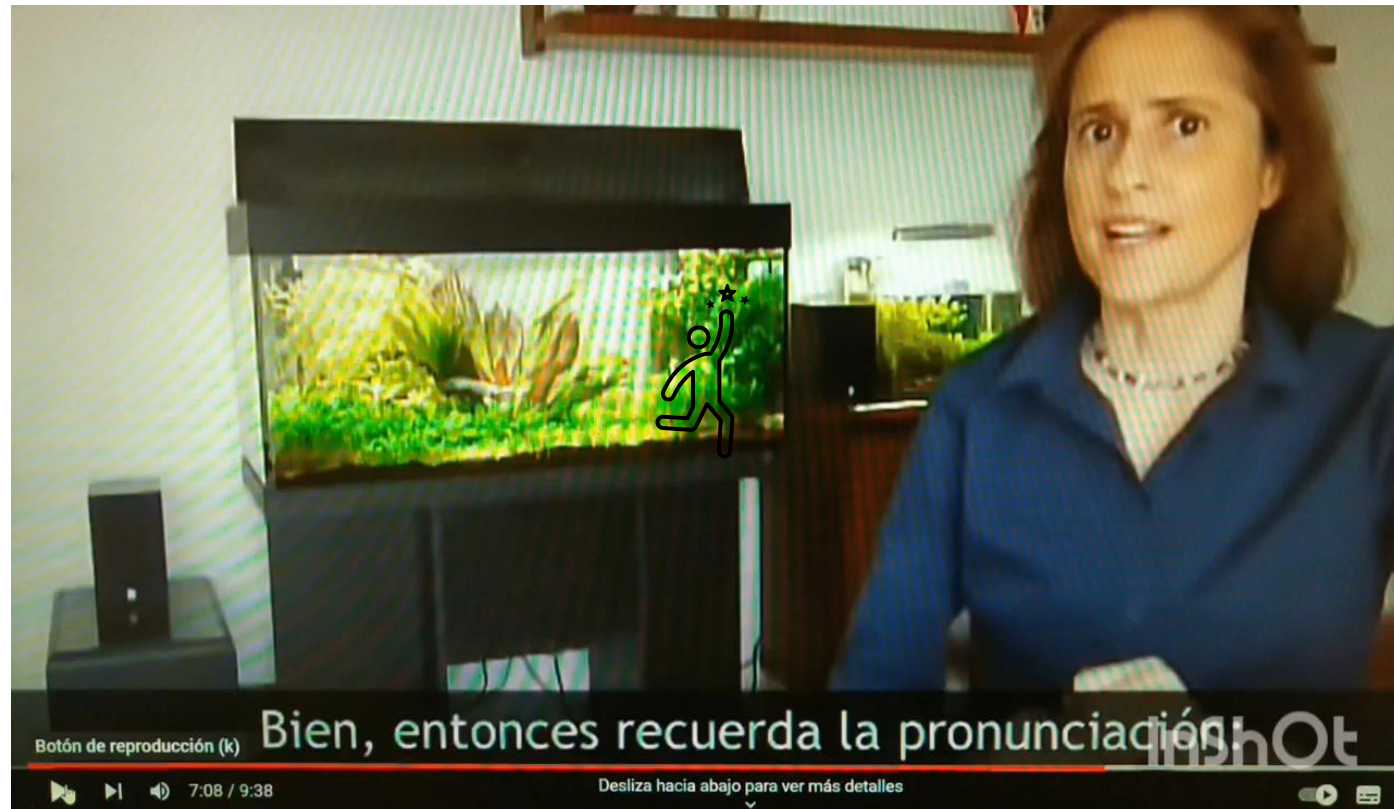 Bien, entonces recuerda la pronunciación:
InShOt
Botón de reproducción (k)
7:08 / 9:38
Desliza hacia abajo para ver más detalles